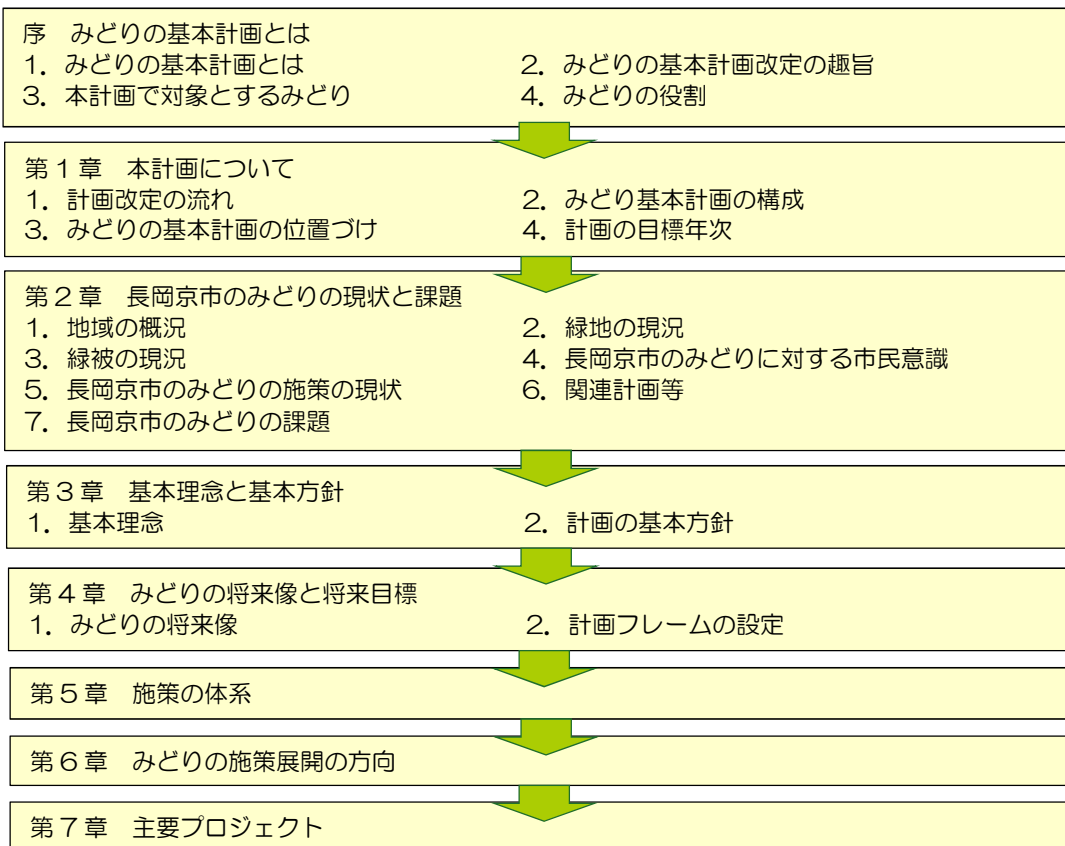 序　みどりの基本計画とは
1．みどりの基本計画とは　2．みどりの基本計画改定の趣旨
3．本計画で対象とするみどり　4．みどりの役割
第1章　本計画について
1．計画改定の流れ　2．みどり基本計画の構成
3．みどりの基本計画の位置づけ　4．計画の目標年次
第2章　長岡京市のみどりの現状と課題
1．地域の概況　2．緑地の現況
3．緑被の現況　4．長岡京市のみどりに対する市民意識
5．長岡京市のみどりの施策の現状　6．関連計画等
7．長岡京市のみどりの課題
第3章　基本理念と基本方針
1．基本理念　2．計画の基本方針
第4章　みどりの将来像と将来目標
1．みどりの将来像　2．計画フレームの設定
第5章　施策の体系
第6章　みどりの施策展開の方向
第7章　主要プロジェクト